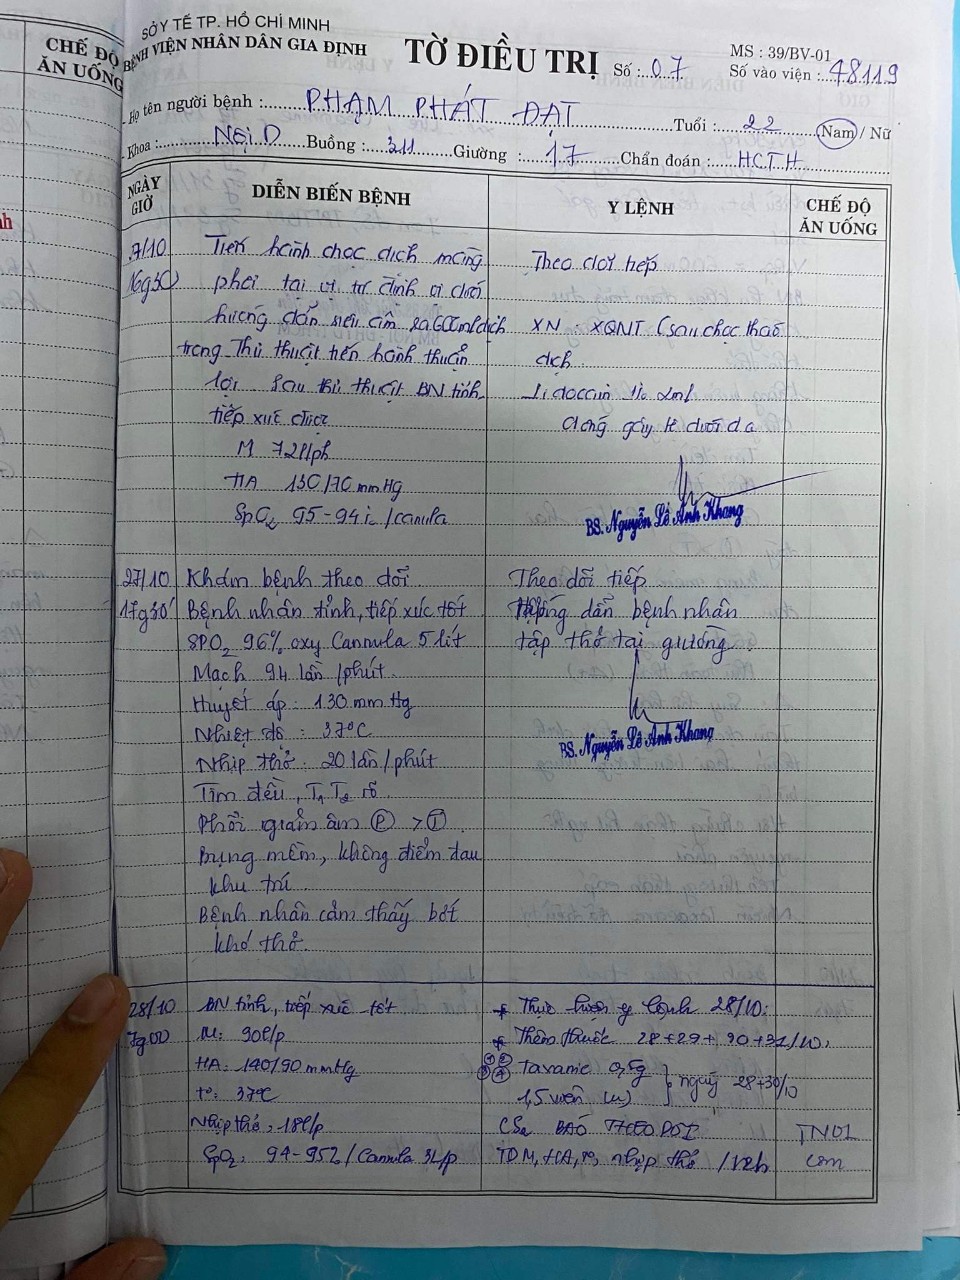 CHẾ ĐỘ
ĂN UỐNG
SỞ Y TẾ TP. HỒ CHÍ MINH
BỆNH VIỆN NHÂN DÂN GIA ĐỊNH
TỜ ĐIỀU TRỊ
Số : 07
MS : 39/BV-01
Số vào viện : 48119
Họ tên người bệnh : PHẠM PHÁT ĐẠT Tuổi : 22 Nam / Nữ
Khoa : Nội D Buồng : 311 Giường : 17 Chẩn đoán : HCTH
NGÀY GIỜ
DIỄN BIẾN BỆNH
Y LỆNH
CHẾ ĐỘ ĂN UỐNG
7/10 Tiến hành chọc dịch màng
16g30 phổi tại vị trí định vị dưới
hướng dẫn siêu âm ra 600ml dịch
trong Thủ thuật tiến hành thuận
lợi Sau thủ thuật BN tỉnh
tiếp xúc được
M 72l/ph
HA 130/70 mmHg
SpO2 95-94% /canula
Theo dõi tiếp
XN : XQNT (sau chọc tháo
dịch
Lidocain 2ml
dùng gây tê dưới da
BS. Nguyễn Lê Anh Khang
27/10 Khám bệnh theo dõi
17g30' Bệnh nhân tỉnh, tiếp xúc tốt
SPO2 96% oxy Cannula 5 lít
Mạch 94 lần /phút.
Huyết áp : 130 mm Hg
Nhiệt độ : 37°C
Nhịp thở : 20 lần/phút
Tim đều, T1 T2 rõ
Phổi giảm âm (P) > (T)
Bụng mềm, không điểm đau
khu trú
Bệnh nhân cảm thấy bớt
khó thở.
Theo dõi tiếp
Hướng dẫn bệnh nhân
tập thở tại giường
BS. Nguyễn Lê Anh Khang
28/10 BN tỉnh, tiếp xúc tốt
7g00 M: 90l/p
HA: 140/90 mmHg
t°: 37°C
Nhịp thở : 18l/p
SpO2: 94-95% / Cannula 3L/p
* Thực hiện y lệnh 28/10:
* Thêm thuốc 28+29+30+31/10.
① ② ③ ④ Taxamic 0,5g
1,5 viên (u) } ngày 28+30/10
CS2 BÁO THEO DÕI TN01
TDM, HA, t°, nhịp thở /12h cơm